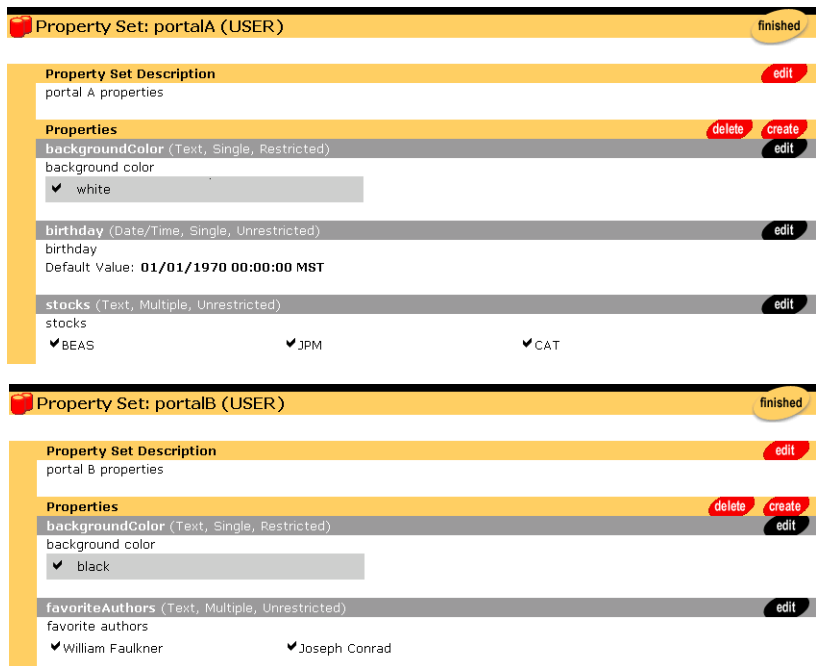 Property Set: portalA (USER) finished
Property Set Description edit
portal A properties
Properties delete create
backgroundColor (Text, Single, Restricted) edit
background color
white
birthday (Date/Time, Single, Unrestricted) edit
birthday
Default Value: 01/01/1970 00:00:00 MST
stocks (Text, Multiple, Unrestricted) edit
stocks
BEAS JPM CAT
Property Set: portalB (USER) finished
Property Set Description edit
portal B properties
Properties delete create
backgroundColor (Text, Single, Restricted) edit
background color
black
favoriteAuthors (Text, Multiple, Unrestricted) edit
favorite authors
William Faulkner Joseph Conrad